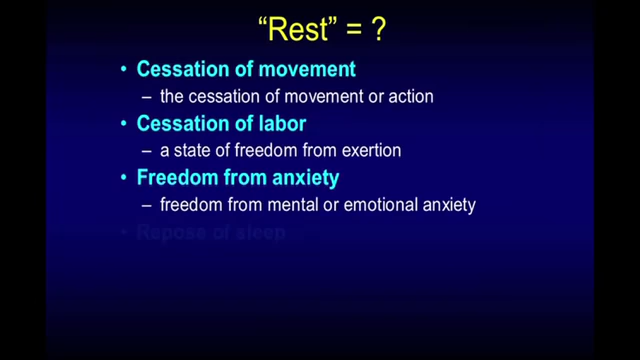 “Rest” = ?
• Cessation of movement
– the cessation of movement or action
• Cessation of labor
– a state of freedom from exertion
• Freedom from anxiety
– freedom from mental or emotional anxiety
• Repose of sleep